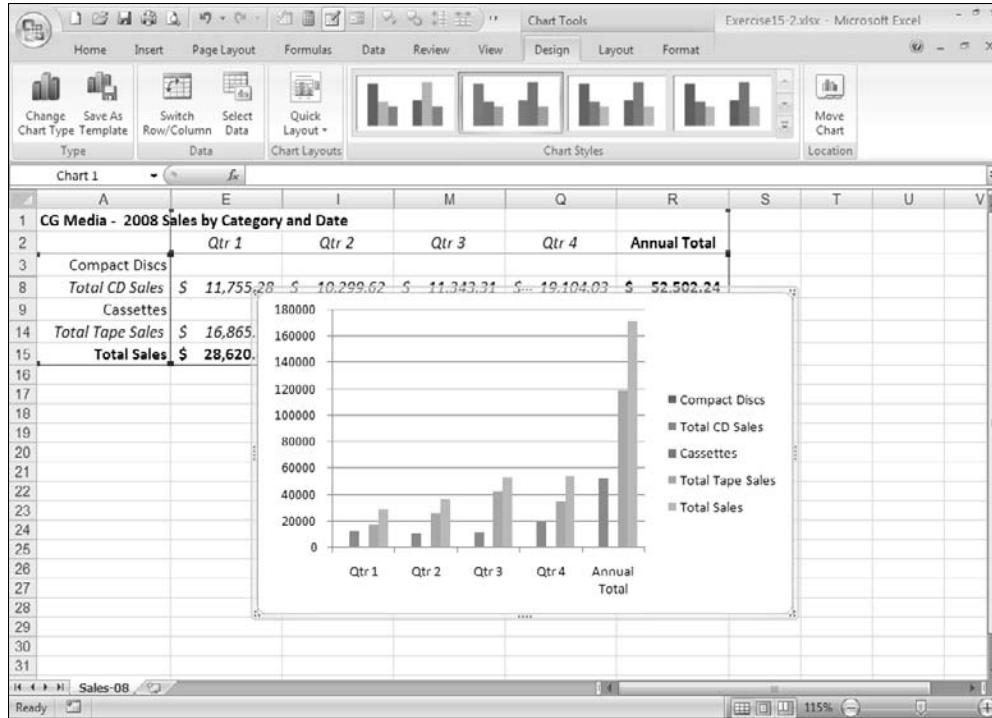 Chart Tools Exercise15-2.xlsx - Microsoft Excel
Home Insert Page Layout Formulas Data Review View Design Layout Format
Change Chart Type Save As Template Switch Row/Column Select Data Quick Layout Move Chart
Type Data Chart Layouts Chart Styles Location
Chart 1 fx
A E I M Q R S T U V
1 CG Media - 2008 Sales by Category and Date
2 Qtr 1 Qtr 2 Qtr 3 Qtr 4 Annual Total
3 Compact Discs
8 Total CD Sales $ 11,755.28 $ 10,299.62 $ 11,343.31 $... 19,104.03 $ 52,502.24
9 Cassettes
14 Total Tape Sales $ 16,865.
15 Total Sales $ 28,620.
16
17
18
19
20
21
22
23
24
25
26
27
28
29
30
31
180000
160000
140000
120000
100000
80000
60000
40000
20000
0
Qtr 1 Qtr 2 Qtr 3 Qtr 4 Annual Total
Compact Discs
Total CD Sales
Cassettes
Total Tape Sales
Total Sales
Sales-08
Ready 115%